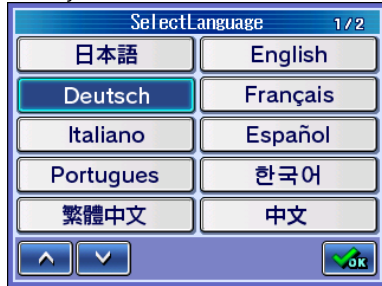 SelectLanguage 1/2
日本語 English
Deutsch Français
Italiano Español
Portugues 한국어
繁體中文 中文
OK